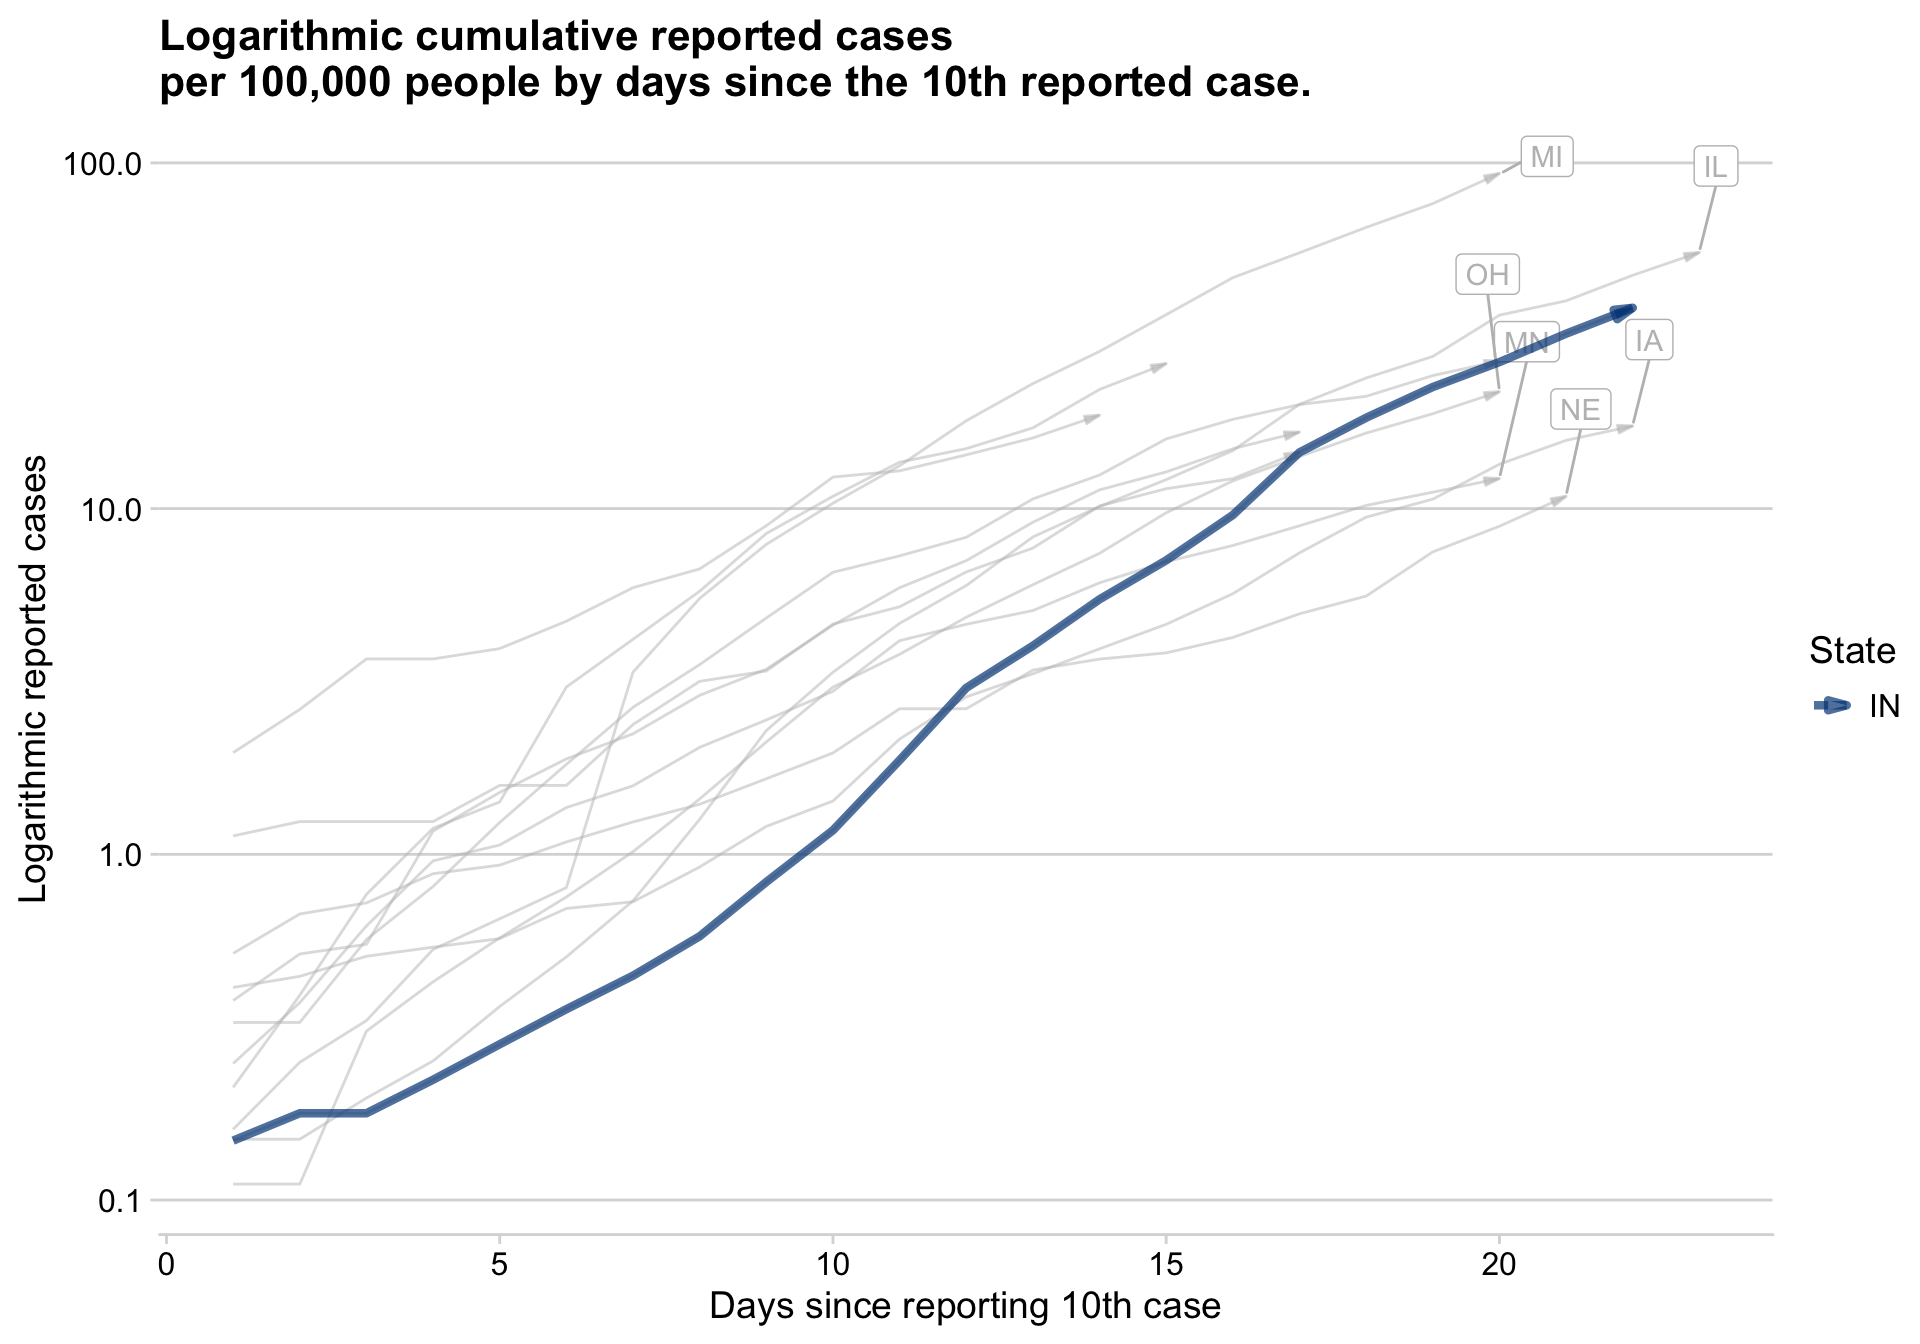 Logarithmic cumulative reported cases
per 100,000 people by days since the 10th reported case.
100.0
10.0
1.0
0.1
Logarithmic reported cases
MI
IL
OH
MN
IA
NE
State
IN
0
5
10
15
20
Days since reporting 10th case